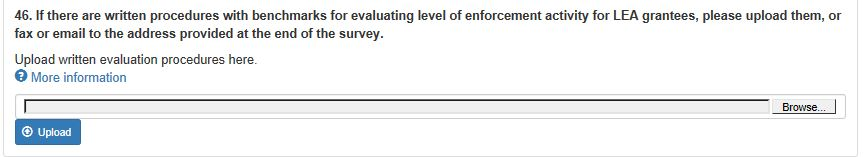 46. If there are written procedures with benchmarks for evaluating level of enforcement activity for LEA grantees, please upload them, or
fax or email to the address provided at the end of the survey.
Upload written evaluation procedures here.
More information
Browse...
Upload